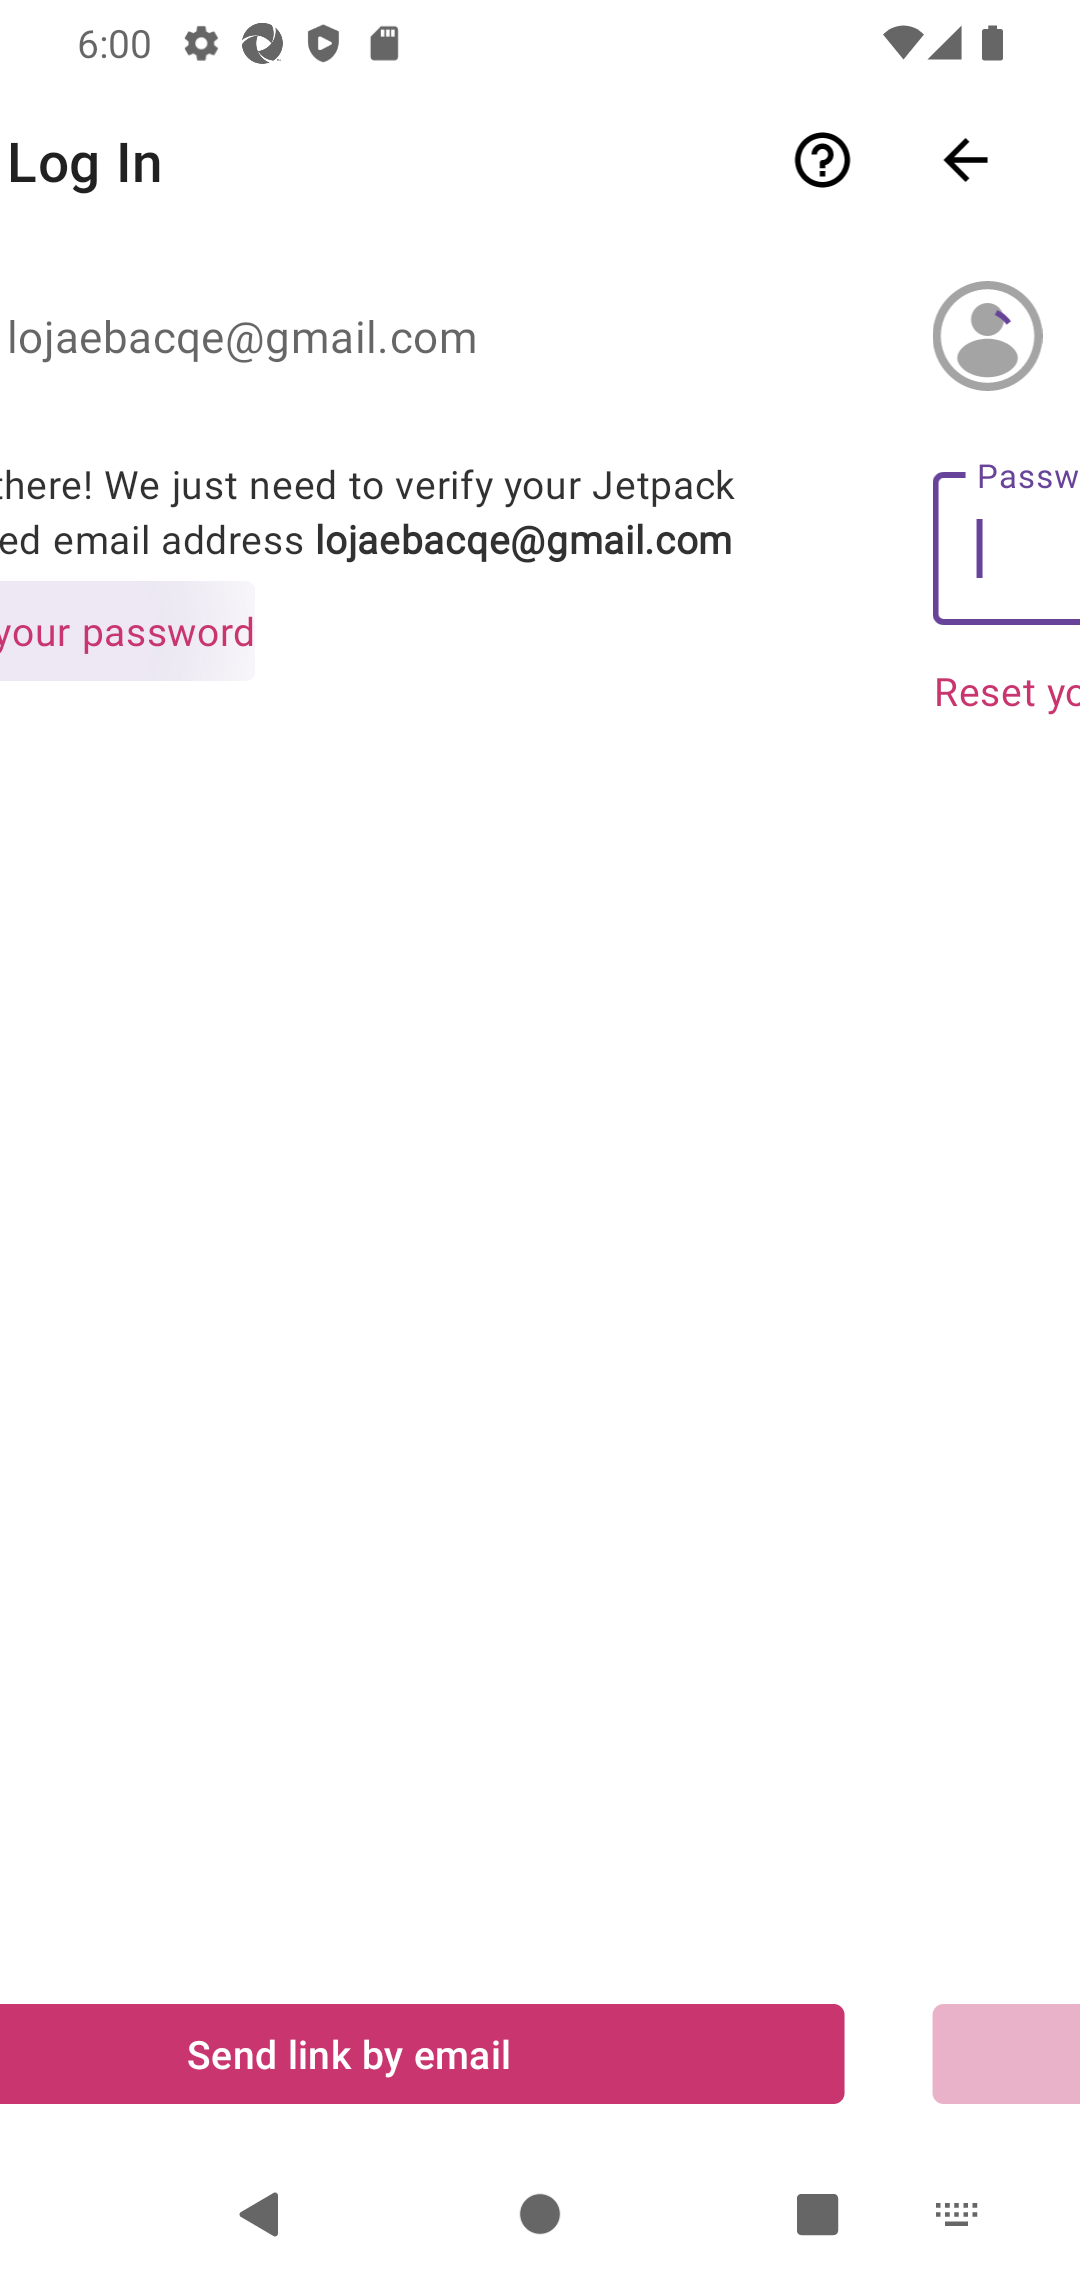 6:00
Log In
lojaebacqe@gmail.com
there! We just need to verify your Jetpack
ed email address lojaebacqe@gmail.com
your password
Passw
Reset yo
Send link by email